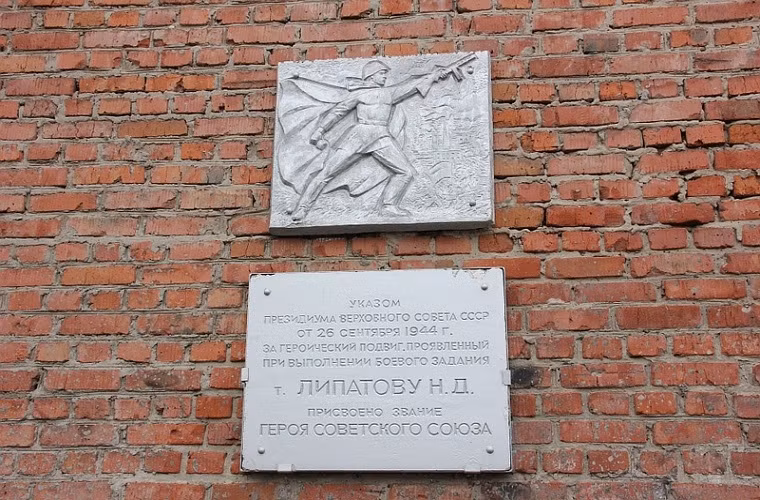 УКАЗОМ
ПРЕЗИДИУМА ВЕРХОВНОГО СОВЕТА СССР
ОТ 26 СЕНТЯБРЯ 1944 Г.
ЗА ГЕРОИЧЕСКИЙ ПОДВИГ, ПРОЯВЛЕННЫЙ
ПРИ ВЫПОЛНЕНИИ БОЕВОГО ЗАДАНИЯ
Т. ЛИПАТОВУ Н.Д.
ПРИСВОЕНО ЗВАНИЕ
ГЕРОЯ СОВЕТСКОГО СОЮЗА